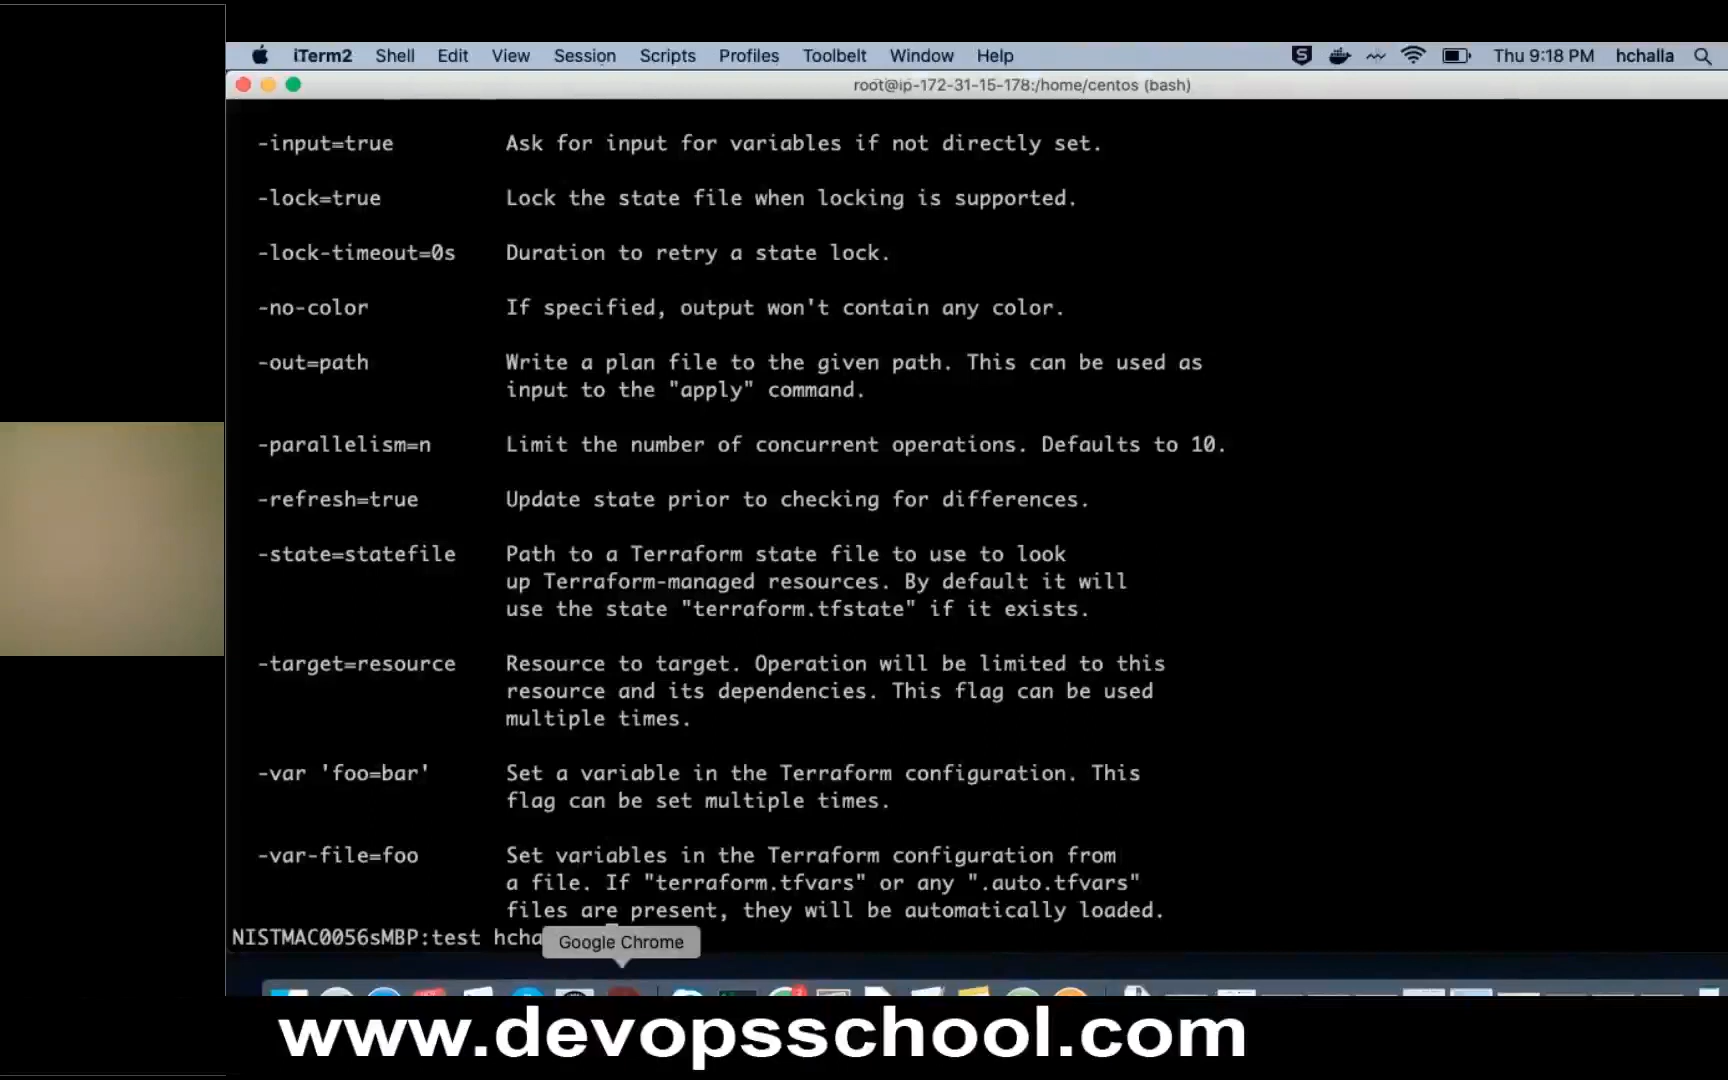 iTerm2 Shell Edit View Session Scripts Profiles Toolbelt Window Help Thu 9:18 PM hchalla
root@ip-172-31-15-178:/home/centos (bash)
-input=true Ask for input for variables if not directly set.
-lock=true Lock the state file when locking is supported.
-lock-timeout=0s Duration to retry a state lock.
-no-color If specified, output won't contain any color.
-out=path Write a plan file to the given path. This can be used as
input to the "apply" command.
-parallelism=n Limit the number of concurrent operations. Defaults to 10.
-refresh=true Update state prior to checking for differences.
-state=statefile Path to a Terraform state file to use to look
up Terraform-managed resources. By default it will
use the state "terraform.tfstate" if it exists.
-target=resource Resource to target. Operation will be limited to this
resource and its dependencies. This flag can be used
multiple times.
-var 'foo=bar' Set a variable in the Terraform configuration. This
flag can be set multiple times.
-var-file=foo Set variables in the Terraform configuration from
a file. If "terraform.tfvars" or any ".auto.tfvars"
files are present, they will be automatically loaded.
NISTMAC0056sMBP:test hcha
Google Chrome
www.devopsschool.com